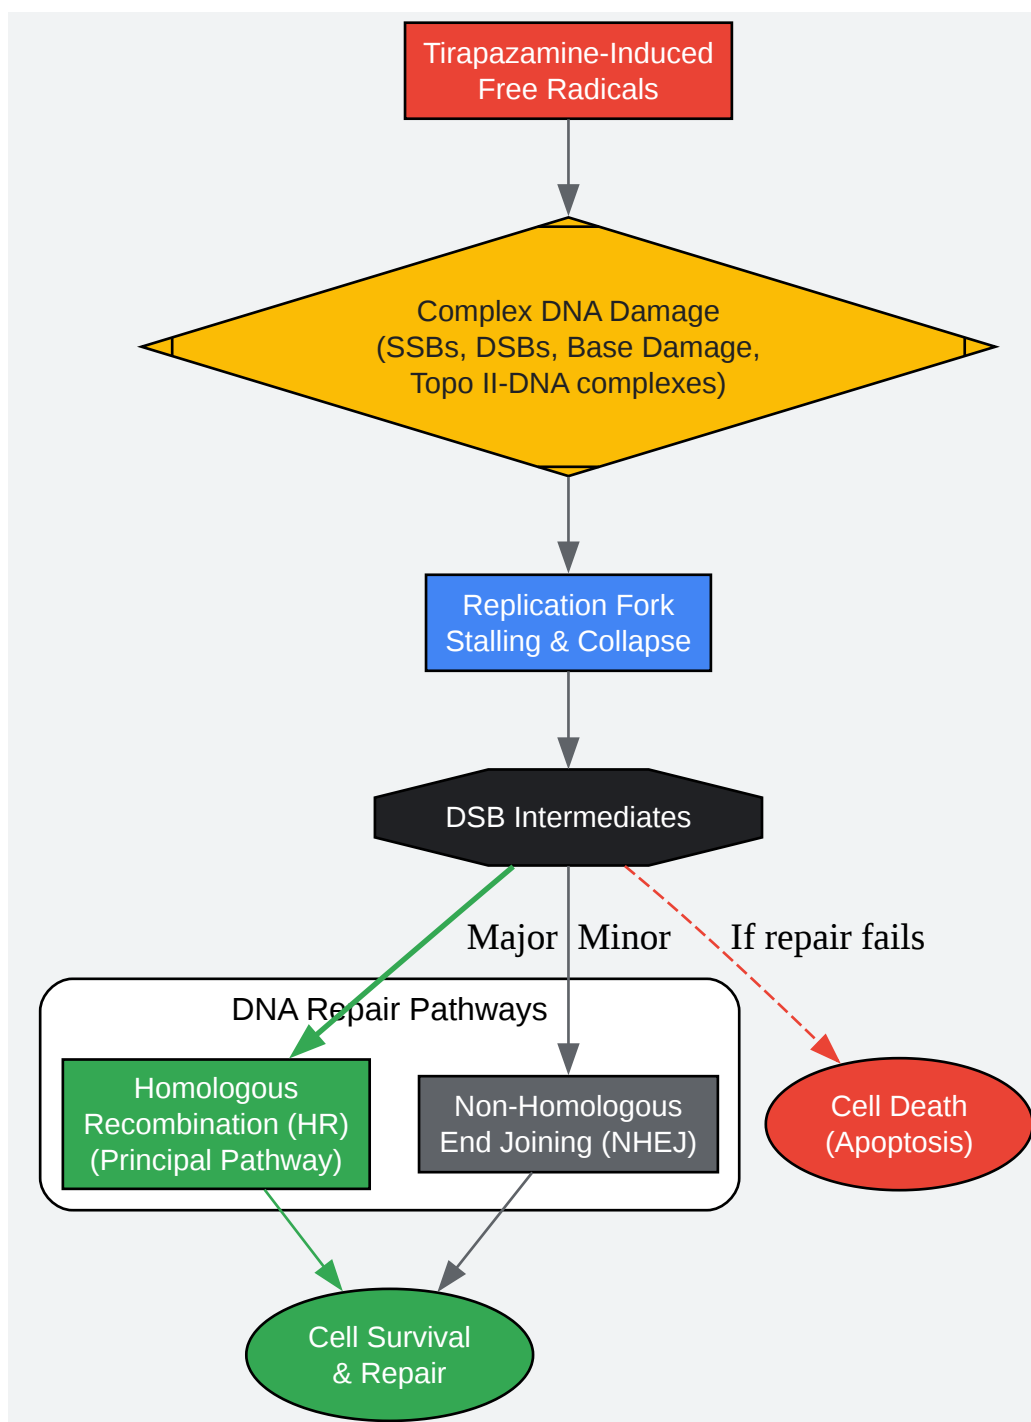 Tirapazamine-Induced
Free Radicals
Complex DNA Damage
(SSBs, DSBs, Base Damage,
Topo II-DNA complexes)
Replication Fork
Stalling & Collapse
DSB Intermediates
Major
Minor
If repair fails
DNA Repair Pathways
Homologous
Recombination (HR)
(Principal Pathway)
Non-Homologous
End Joining (NHEJ)
Cell Death
(Apoptosis)
Cell Survival
& Repair